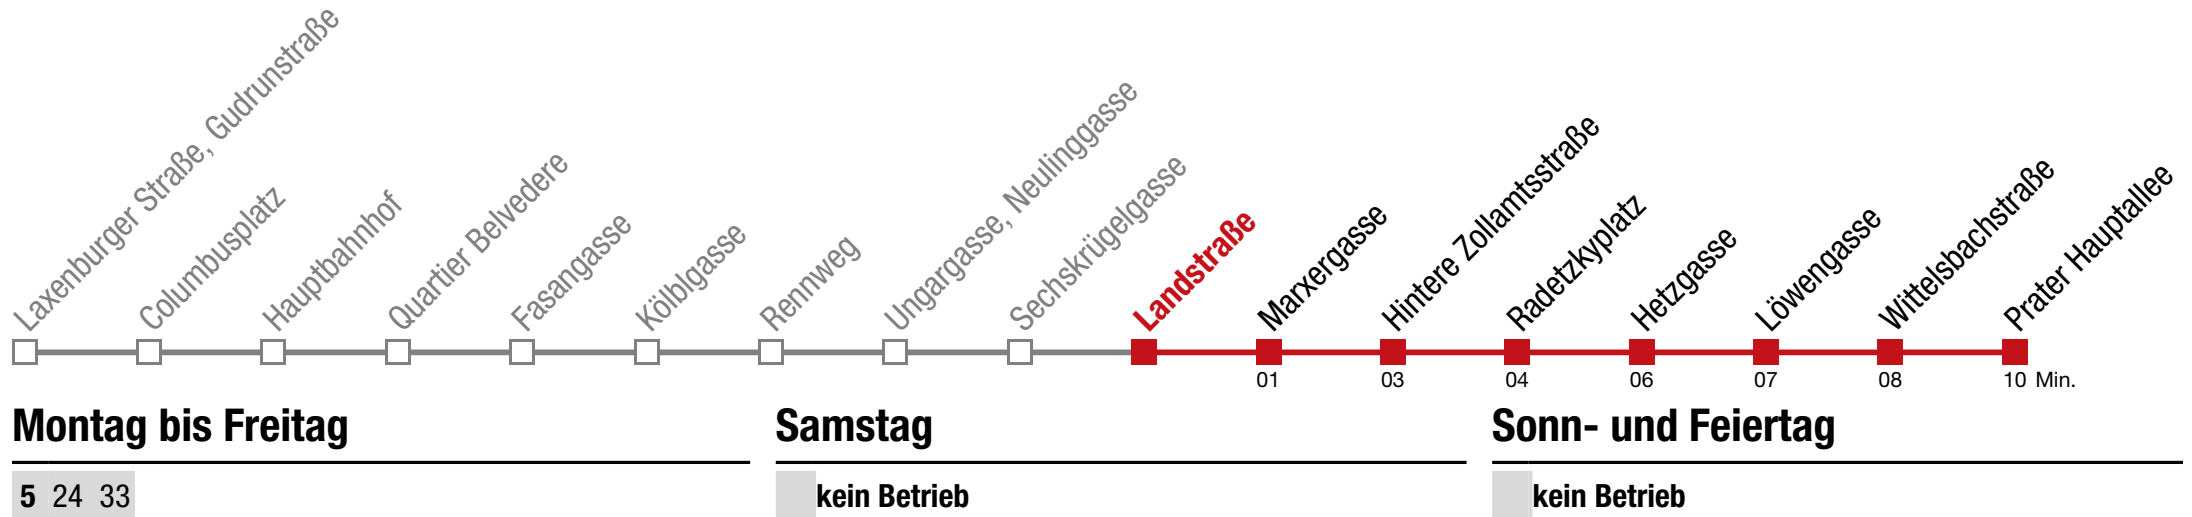 Laxenburger Straße, Gudrunstraße
Columbusplatz
Hauptbahnhof
Quartier Belvedere
Fasangasse
Kölblgasse
Rennweg
Ungargasse, Neulinggasse
Sechskrügelgasse
Landstraße
Marxergasse
Hintere Zollamtsstraße
Radetzkyplatz
Hetzgasse
Löwengasse
Wittelsbachstraße
Prater Hauptallee
01 03 04 06 07 08 10 Min.
Montag bis Freitag
5 24 33
Samstag
kein Betrieb
Sonn- und Feiertag
kein Betrieb